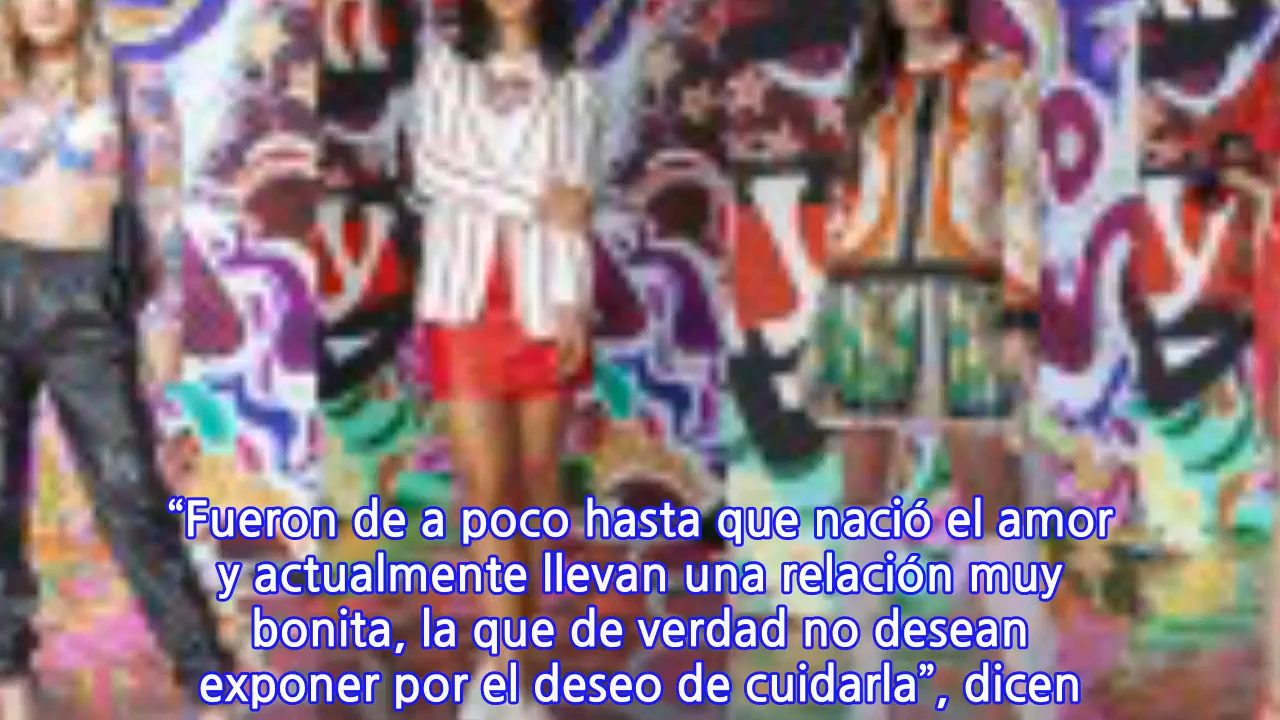 “Fueron de a poco hasta que nació el amor
y actualmente llevan una relación muy
bonita, la que de verdad no desean
exponer por el deseo de cuidarla”, dicen